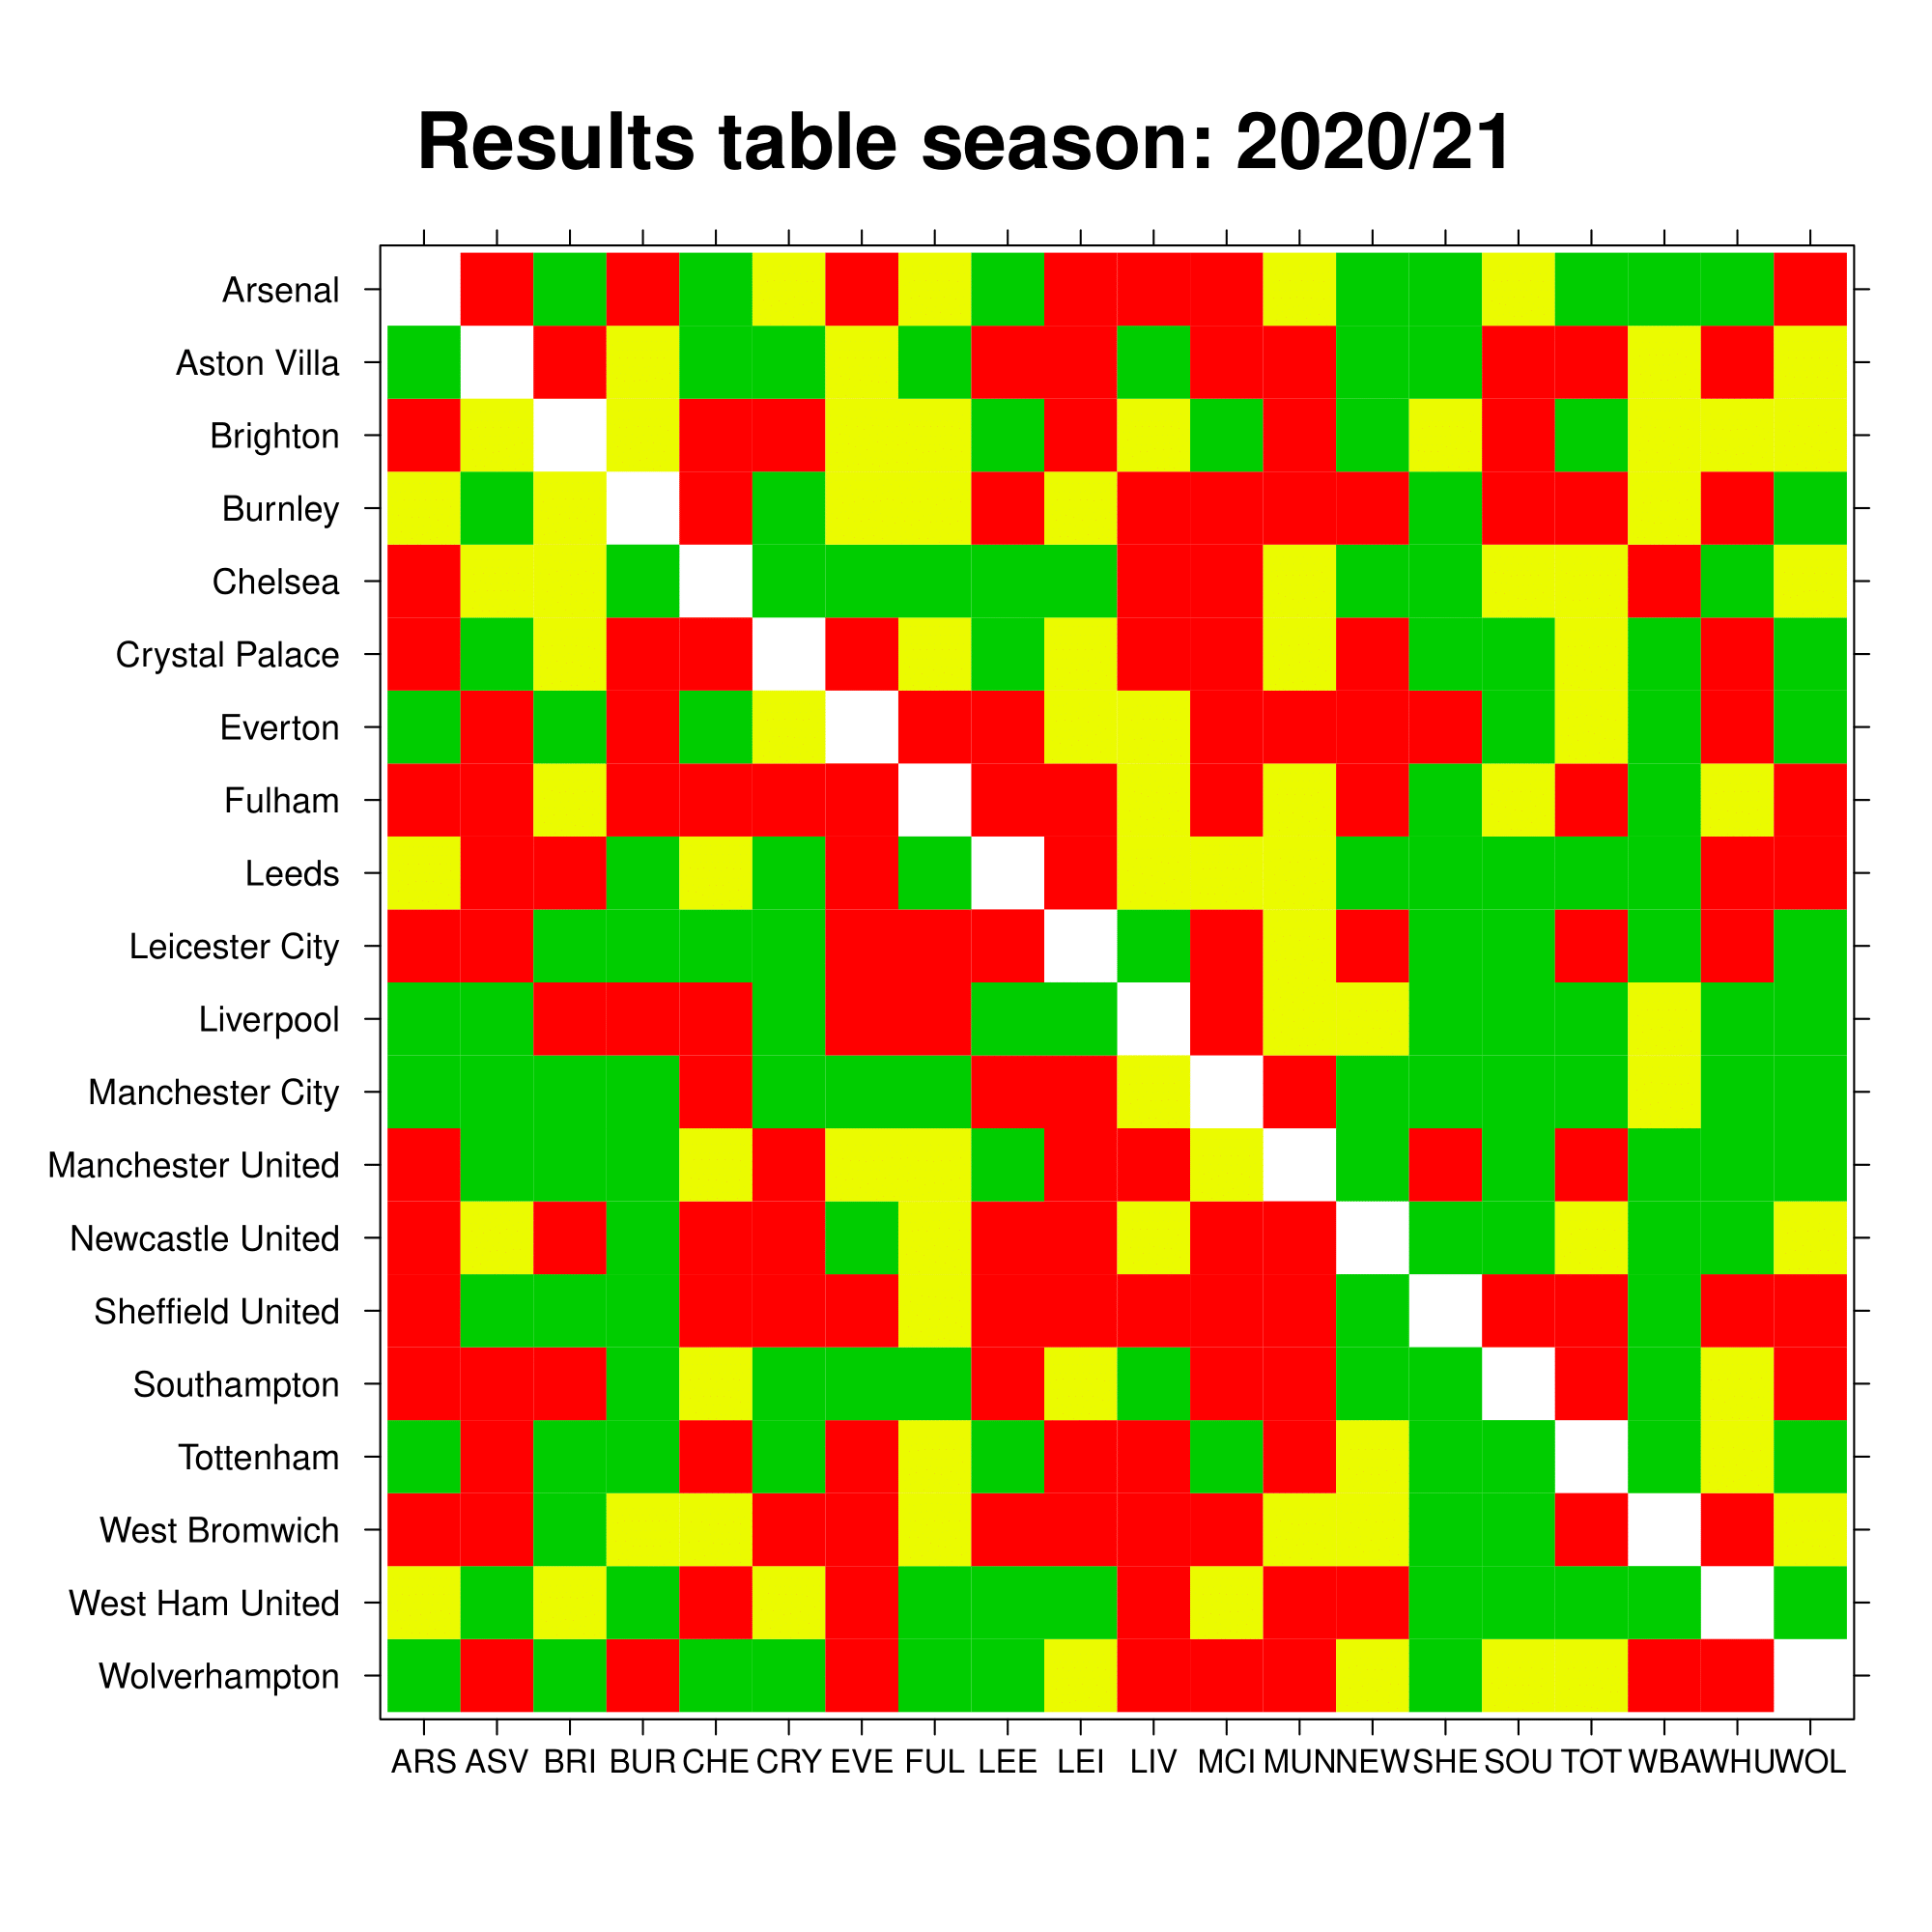 Results table season: 2020/21
Arsenal
Aston Villa
Brighton
Burnley
Chelsea
Crystal Palace
Everton
Fulham
Leeds
Leicester City
Liverpool
Manchester City
Manchester United
Newcastle United
Sheffield United
Southampton
Tottenham
West Bromwich
West Ham United
Wolverhampton
ARS ASV BRI BUR CHE CRY EVE FUL LEE LEI LIV MCI MUN NEW SHE SOU TOT WBA WHU WOL